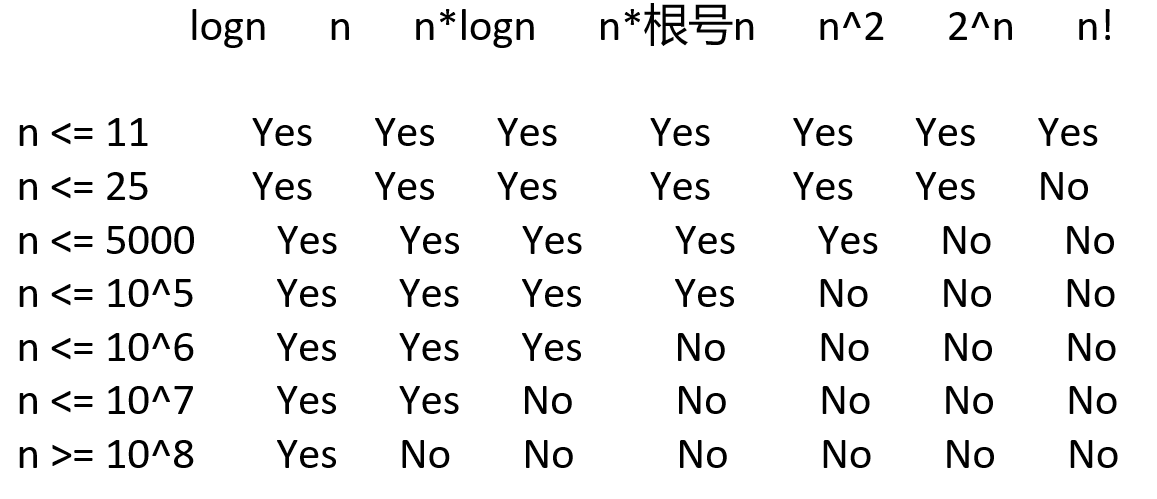 logn n n*logn n*根号n n^2 2^n n!
n <= 11 Yes Yes Yes Yes Yes Yes Yes
n <= 25 Yes Yes Yes Yes Yes Yes No
n <= 5000 Yes Yes Yes Yes Yes No No
n <= 10^5 Yes Yes Yes Yes No No No
n <= 10^6 Yes Yes Yes No No No No
n <= 10^7 Yes Yes No No No No No
n >= 10^8 Yes No No No No No No